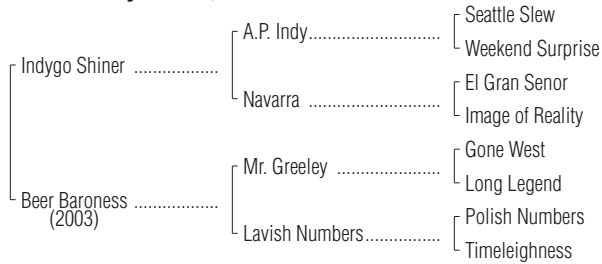 Seattle Slew
A.P. Indy..........................
Weekend Surprise
Indygo Shiner .................
El Gran Senor
Navarra ..........................
Image of Reality
Gone West
Mr. Greeley .....................
Long Legend
Beer Baroness .................
(2003)
Polish Numbers
Lavish Numbers...............
Timeleighness